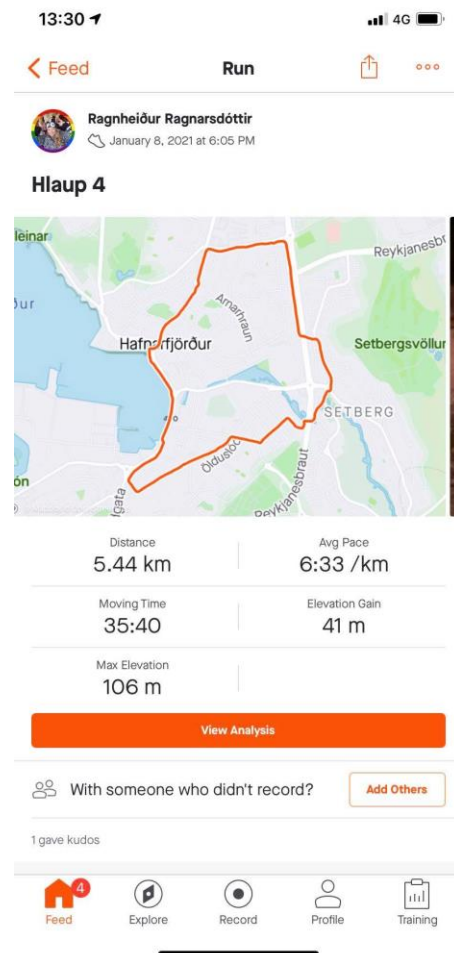 13:30
4G
Feed
Run
Ragnheiður Ragnarsdóttir
January 8, 2021 at 6:05 PM
Hlaup 4
leinar
Reykjanesbr
Arnarhraun
Hafnarfjörður
Setbergsvöllur
SETBERG
Öldusló
Reykjanesbraut
Distance
5.44 km
Avg Pace
6:33 /km
Moving Time
35:40
Elevation Gain
41 m
Max Elevation
106 m
View Analysis
With someone who didn't record?
Add Others
1 gave kudos
4
Feed
Explore
Record
Profile
Training